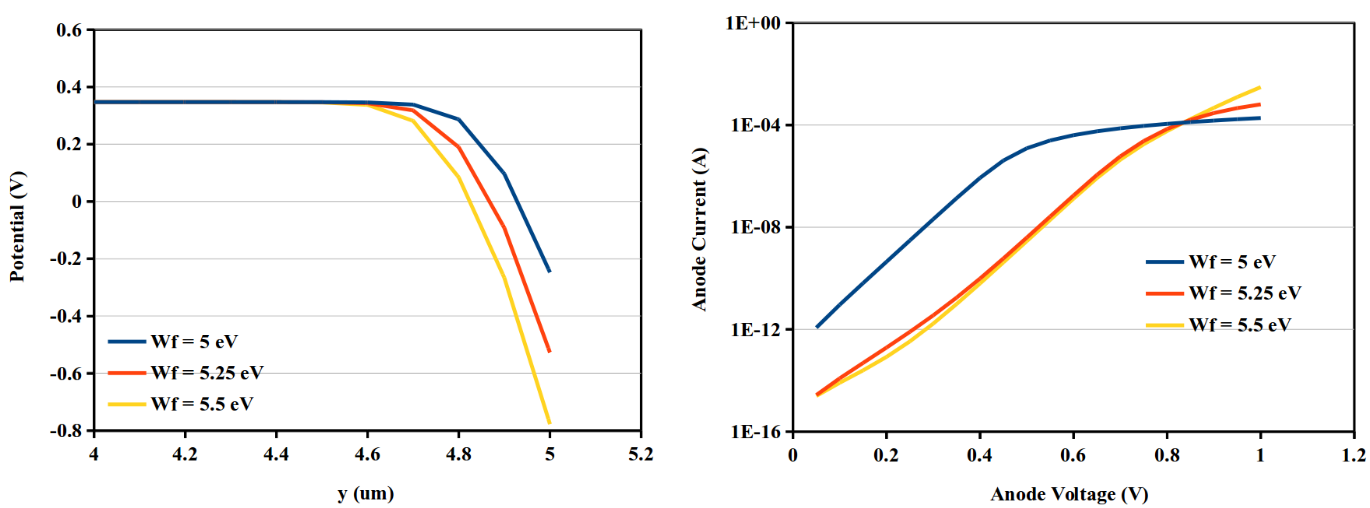 0.6
0.4
0.2
0
-0.2
-0.4
-0.6
-0.8
Potential (V)
Wf = 5 eV
Wf = 5.25 eV
Wf = 5.5 eV
4 4.2 4.4 4.6 4.8 5 5.2
y (um)
1E+00
1E-04
1E-08
1E-12
1E-16
Anode Current (A)
Wf = 5 eV
Wf = 5.25 eV
Wf = 5.5 eV
0 0.2 0.4 0.6 0.8 1 1.2
Anode Voltage (V)